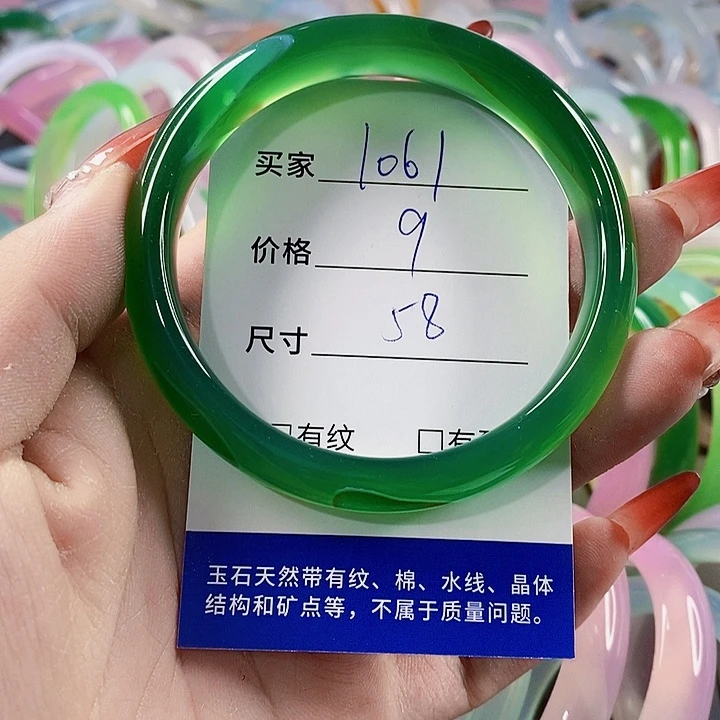 买家 1061
价格 9
尺寸 58
□有纹 □有
玉石天然带有纹、棉、水线、晶体
结构和矿点等，不属于质量问题。